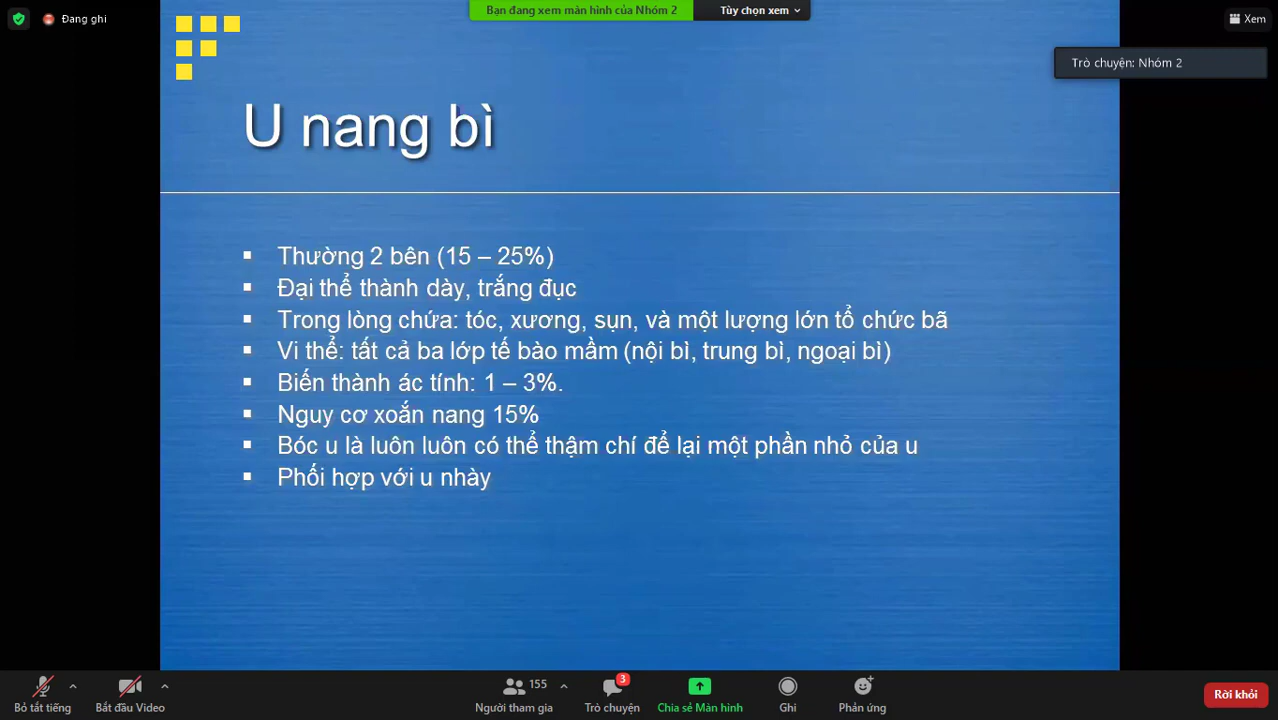 Đang ghi
Bạn đang xem màn hình của Nhóm 2
Tùy chọn xem
Xem
Trò chuyện: Nhóm 2
U nang bì
Thường 2 bên (15 – 25%)
Đại thể thành dày, trắng đục
Trong lòng chứa: tóc, xương, sụn, và một lượng lớn tổ chức bã
Vi thể: tất cả ba lớp tế bào mầm (nội bì, trung bì, ngoại bì)
Biến thành ác tính: 1 – 3%.
Nguy cơ xoắn nang 15%
Bóc u là luôn luôn có thể thậm chí để lại một phần nhỏ của u
Phối hợp với u nhày
Bỏ tắt tiếng
Bắt đầu Video
155
Người tham gia
3
Trò chuyện
Chia sẻ Màn hình
Ghi
Phản ứng
Rời khỏi